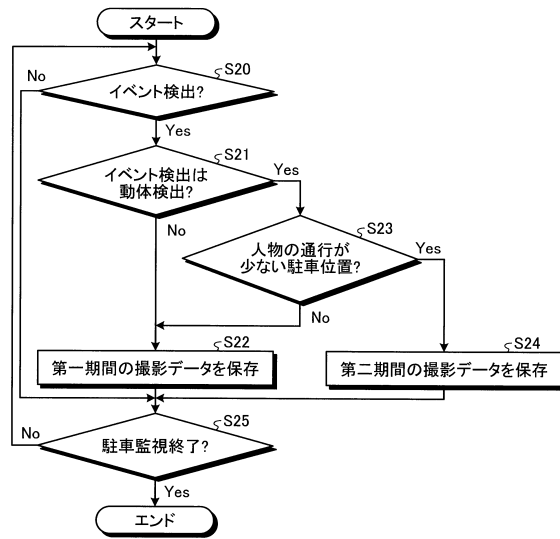 スタート
S20
No
イベント検出?
Yes
S21
イベント検出は
動体検出?
Yes
No
S23
人物の通行が
少ない駐車位置?
Yes
No
S22
第一期間の撮影データを保存
S24
第二期間の撮影データを保存
S25
No
駐車監視終了?
Yes
エンド